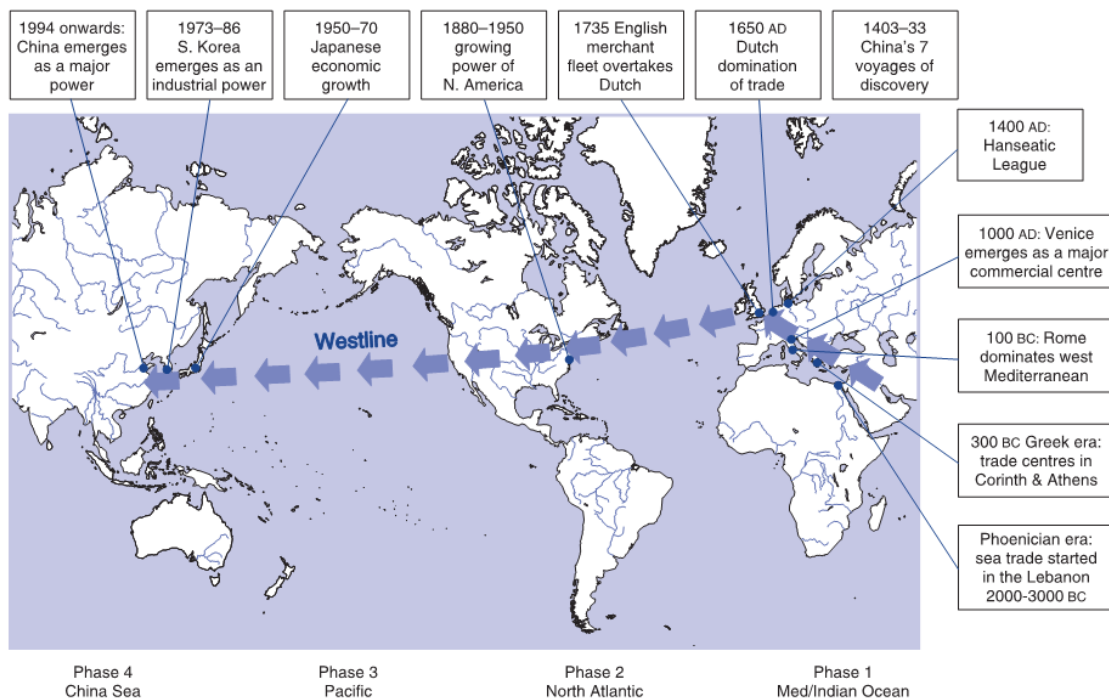 1994 onwards:
China emerges
as a major
power
1973–86
S. Korea
emerges as an
industrial power
1950–70
Japanese
economic
growth
1880–1950
growing
power of
N. America
1735 English
merchant
fleet overtakes
Dutch
1650 AD
Dutch
domination
of trade
1403–33
China's 7
voyages of
discovery
1400 AD:
Hanseatic
League
1000 AD: Venice
emerges as a major
commercial centre
100 BC: Rome
dominates west
Mediterranean
300 BC Greek era:
trade centres in
Corinth & Athens
Phoenician era:
sea trade started
in the Lebanon
2000-3000 BC
Westline
Phase 4
China Sea
Phase 3
Pacific
Phase 2
North Atlantic
Phase 1
Med/Indian Ocean